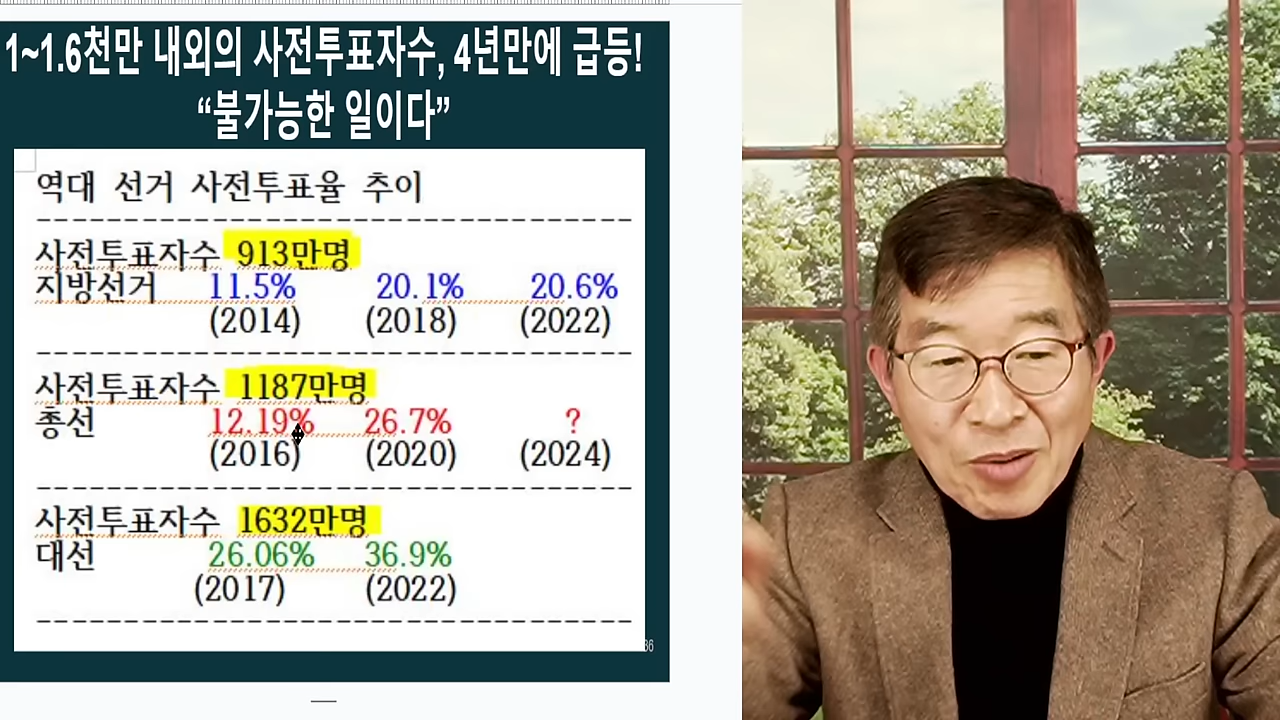 1~1.6천만 내외의 사전투표자수, 4년만에 급등!
“불가능한 일이다”
역대 선거 사전투표율 추이
사전투표자수 913만명
지방선거 11.5% 20.1% 20.6%
(2014) (2018) (2022)
사전투표자수 1187만명
총선 12.19% 26.7% ?
(2016) (2020) (2024)
사전투표자수 1632만명
대선 26.06% 36.9%
(2017) (2022)
36